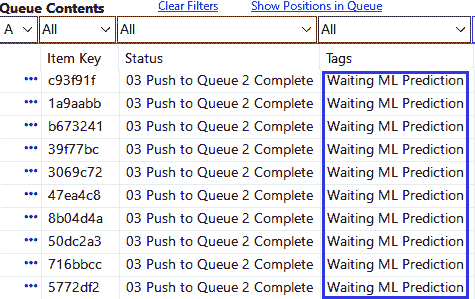 Queue Contents Clear Filters Show Positions in Queue
A All All All
Item Key Status Tags
••• c93f91f 03 Push to Queue 2 Complete Waiting ML Prediction
••• 1a9aabb 03 Push to Queue 2 Complete Waiting ML Prediction
••• b673241 03 Push to Queue 2 Complete Waiting ML Prediction
••• 39f77bc 03 Push to Queue 2 Complete Waiting ML Prediction
••• 3069c72 03 Push to Queue 2 Complete Waiting ML Prediction
••• 47ea4c8 03 Push to Queue 2 Complete Waiting ML Prediction
••• 8b04d4a 03 Push to Queue 2 Complete Waiting ML Prediction
••• 50dc2a3 03 Push to Queue 2 Complete Waiting ML Prediction
••• 716bbcc 03 Push to Queue 2 Complete Waiting ML Prediction
••• 5772df2 03 Push to Queue 2 Complete Waiting ML Prediction